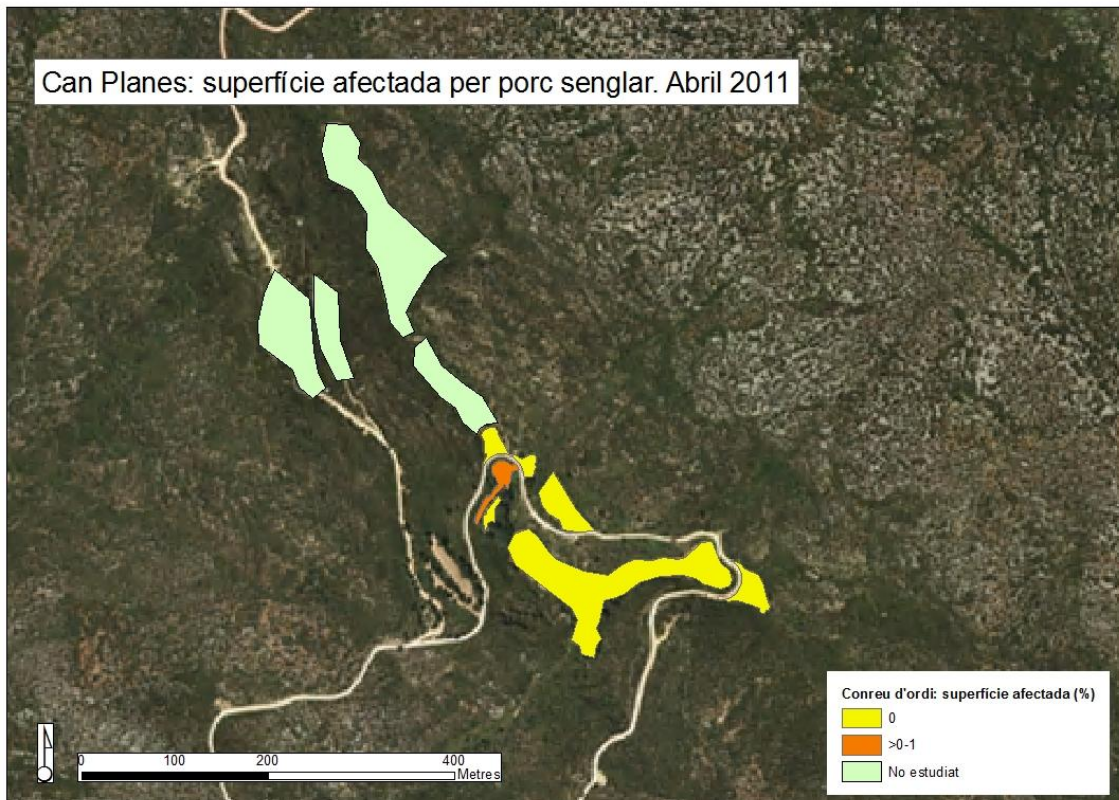 Can Planes: superfície afectada per porc senglar. Abril 2011
Conreu d'ordi: superfície afectada (%)
0
>0-1
No estudiat
0 100 200 400
Metres